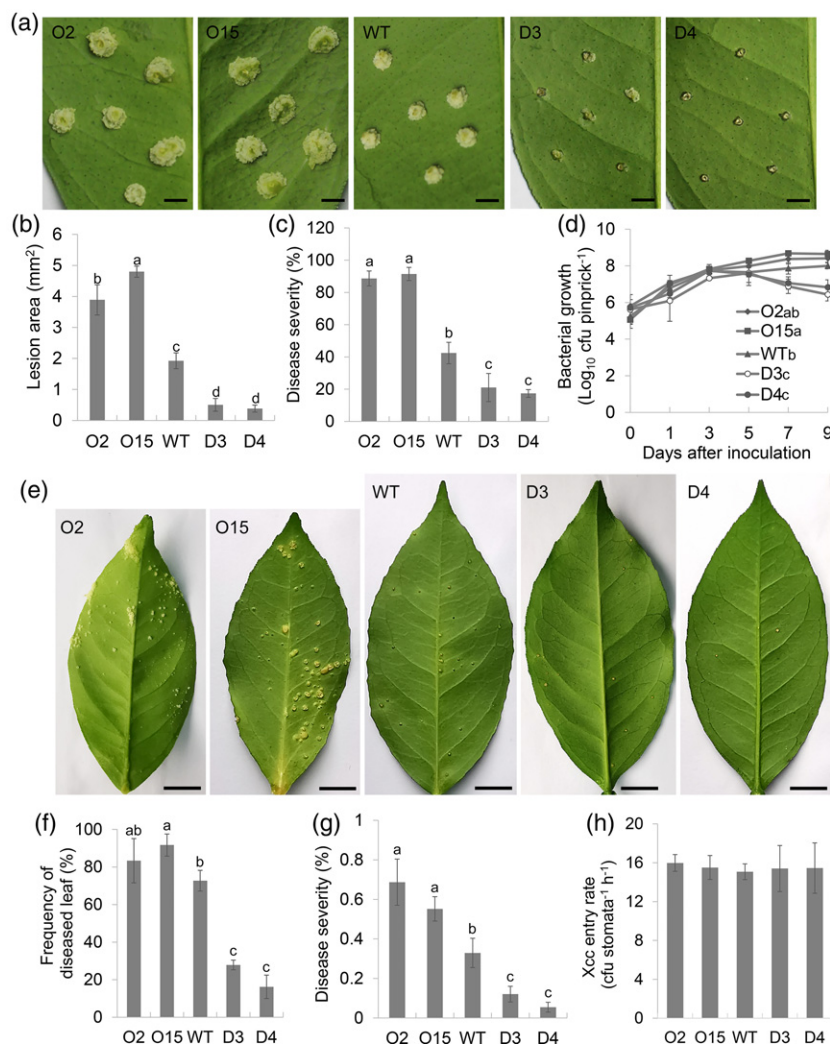 (a) O2 O15 WT D3 D4
(b)
Lesion area (mm²)
6
5
4
3
2
1
0
b
a
c
d
d
O2 O15 WT D3 D4
(c)
Disease severity (%)
120
100
80
60
40
20
0
a
a
b
c
c
O2 O15 WT D3 D4
(d)
Bacterial growth
(Log₁₀ cfu pinprick⁻¹)
10
8
6
4
2
0
O2ab
O15a
WTb
D3c
D4c
0 1 3 5 7 9
Days after inoculation
(e)
O2 O15 WT D3 D4
(f)
Frequency of
diseased leaf (%)
100
80
60
40
20
0
ab
a
b
c
c
O2 O15 WT D3 D4
(g)
Disease severity (%)
1
0.8
0.6
0.4
0.2
0
a
a
b
c
c
O2 O15 WT D3 D4
(h)
Xcc entry rate
(cfu stomata⁻¹ h⁻¹)
20
16
12
8
4
0
O2 O15 WT D3 D4